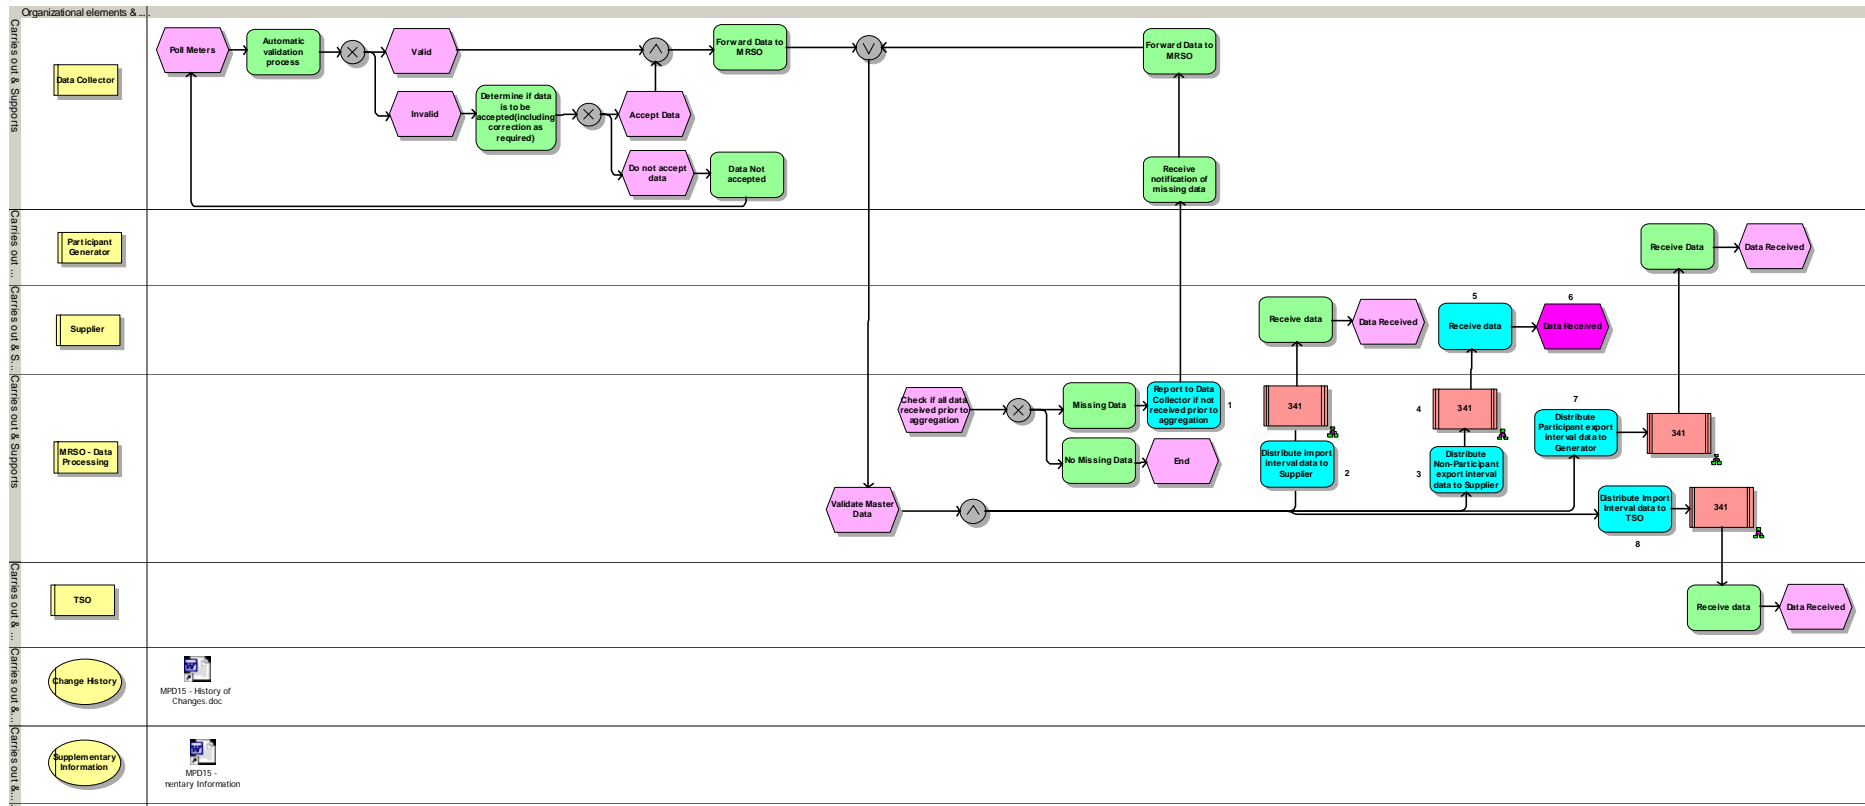 Organizational elements & ...
Carries out & Supports
Data Collector
Poll Meters
Automatic
validation
process
Valid
Invalid
Determine if data
is to be
accepted(including
correction as
required)
Accept Data
Do not accept
data
Data Not
accepted
Forward Data to
MRSO
Forward Data to
MRSO
Receive
notification of
missing data
Carries out ...
Participant
Generator
Receive Data
Data Received
Carries out & S...
Supplier
Receive data
Data Received
5
Receive data
6
Data Received
Carries out & Supports
MRSO - Data
Processing
Check if all data
received prior to
aggregation
Missing Data
Report to Data
Collector if not
received prior to
aggregation
1
No Missing Data
End
Validate Master
Data
341
Distribute import
interval data to
Supplier
2
4
341
3
Distribute
Non-Participant
export interval
data to Supplier
7
Distribute
Participant export
interval data to
Generator
341
Distribute Import
Interval data to
TSO
8
341
Carries out & ...
TSO
Receive data
Data Received
Carries out &...
Change History
MPD15 - History of
Changes.doc
Carries out &...
Supplementary
Information
MPD15 -
mentary Information